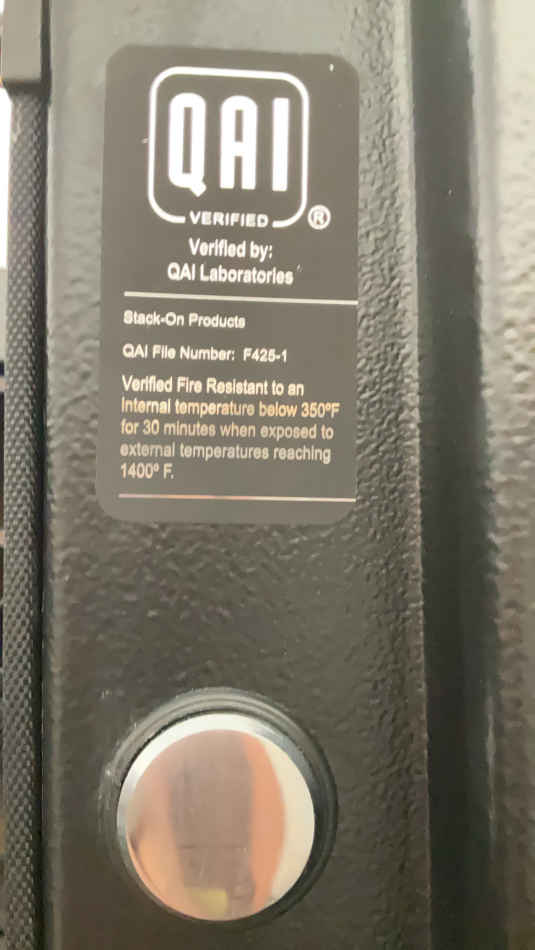 QAI
VERIFIED
®
Verified by:
QAI Laboratories
Stack-On Products
QAI File Number: F425-1
Verified Fire Resistant to an
internal temperature below 350ºF
for 30 minutes when exposed to
external temperatures reaching
1400º F.